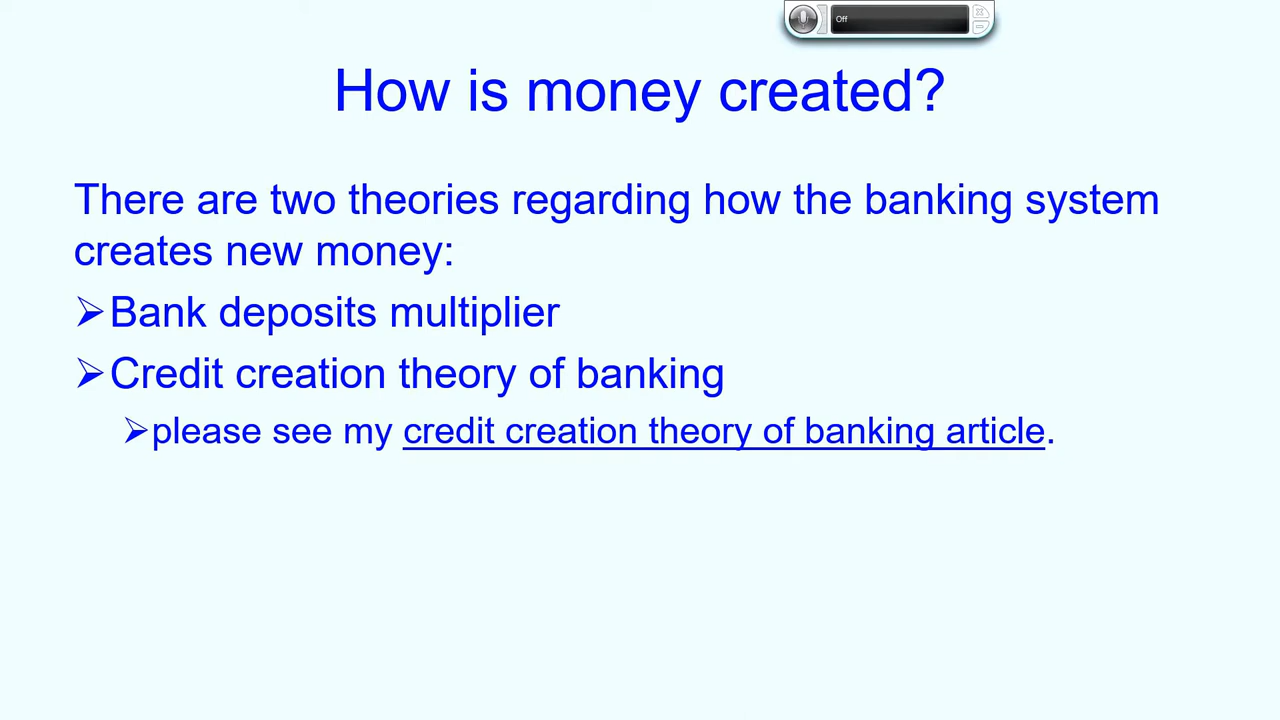 Off
How is money created?
There are two theories regarding how the banking system
creates new money:
➢Bank deposits multiplier
➢Credit creation theory of banking
➢please see my credit creation theory of banking article.